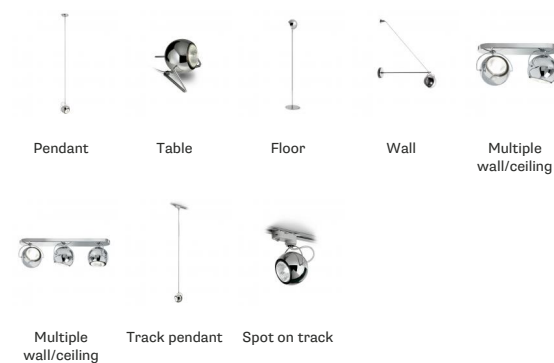 Pendant
Table
Floor
Wall
Multiple
wall/ceiling
Multiple
wall/ceiling
Track pendant
Spot on track